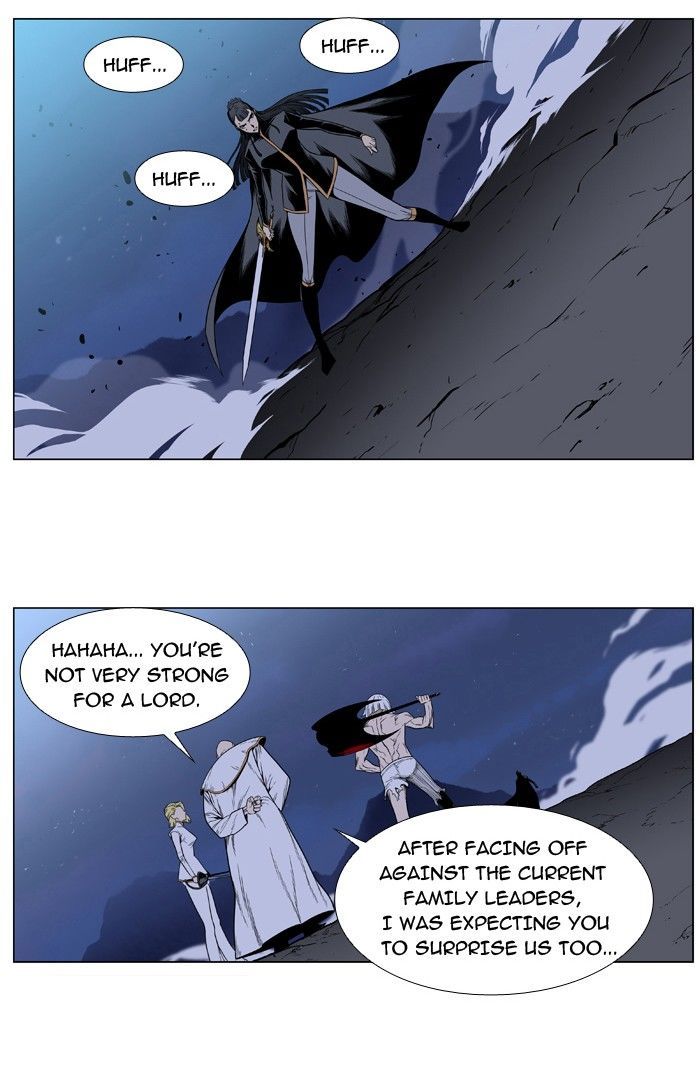 HUFF...
HUFF...
HUFF...
HAHAHA... YOU'RE
NOT VERY STRONG
FOR A LORD.
AFTER FACING OFF
AGAINST THE CURRENT
FAMILY LEADERS,
I WAS EXPECTING YOU
TO SURPRISE US TOO...